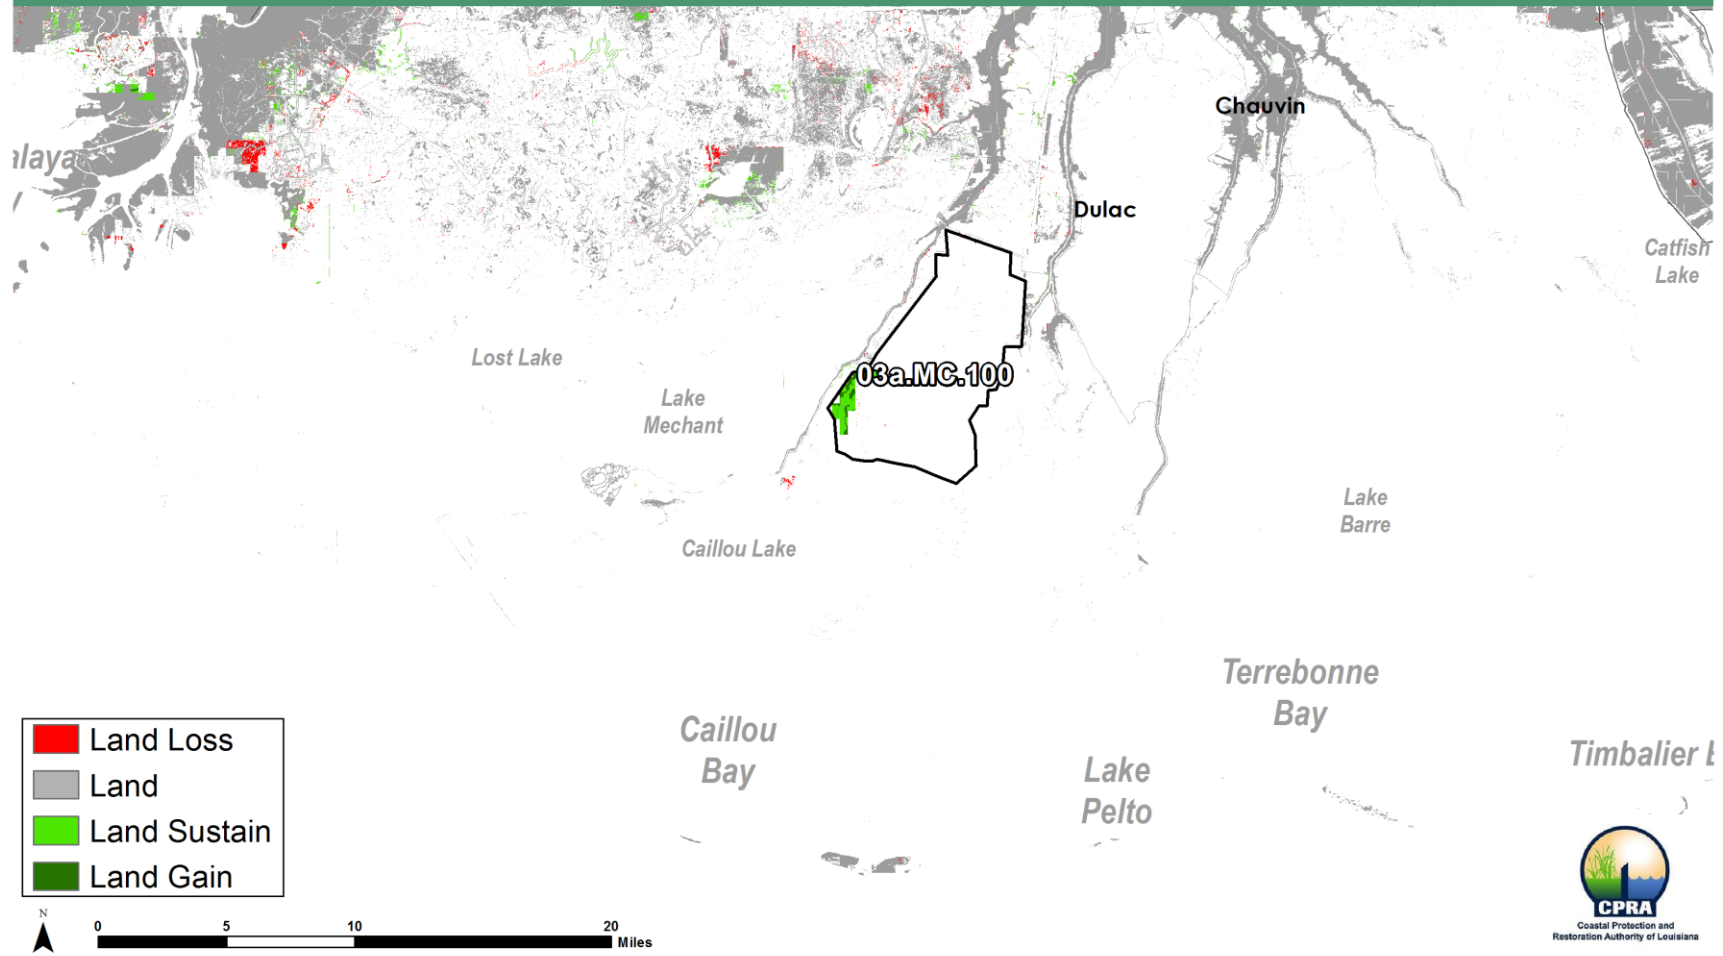 Chauvin
alaya
Dulac
Catfish
Lake
Lost Lake
03a.MC.100
Lake
Mechant
Lake
Barre
Caillou Lake
Terrebonne
Bay
Caillou
Bay
Lake
Pelto
Timbalier
Land Loss
Land
Land Sustain
Land Gain
N
0 5 10 20
Miles
CPRA
Coastal Protection and
Restoration Authority of Louisiana